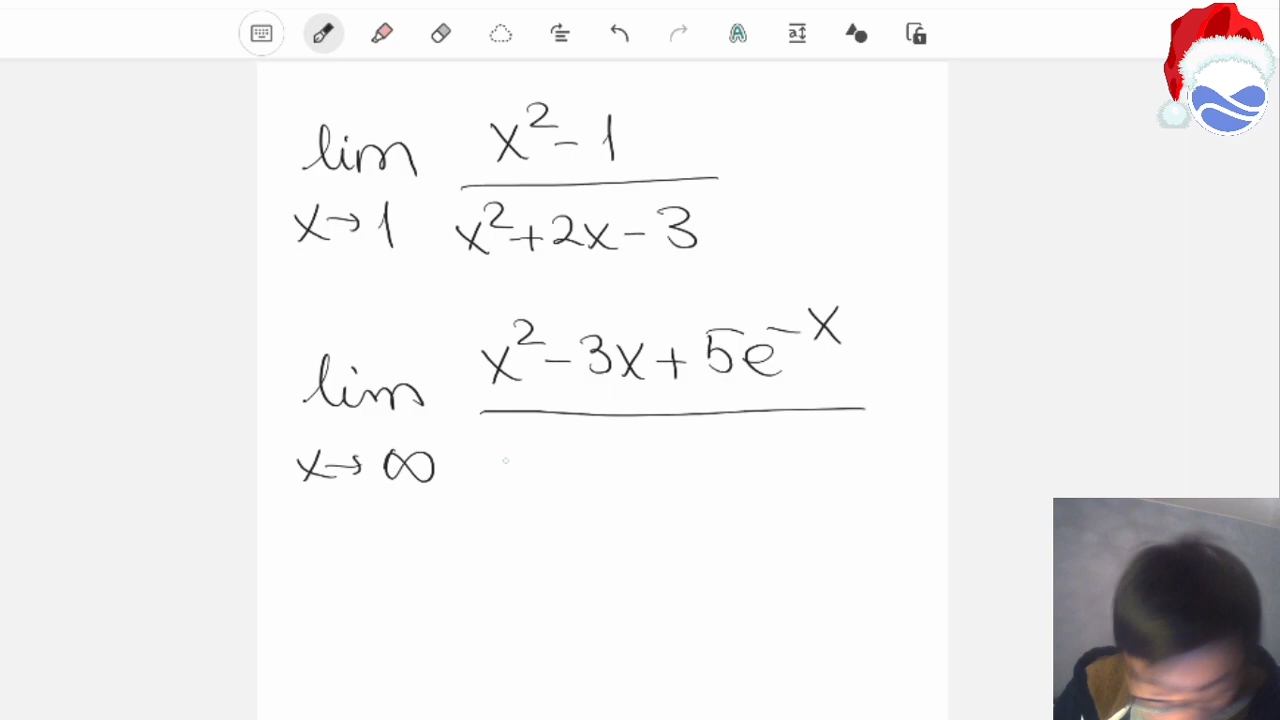 lim x² - 1
x→1 x² + 2x - 3
lim x² - 3x + 5e⁻ˣ
x→∞